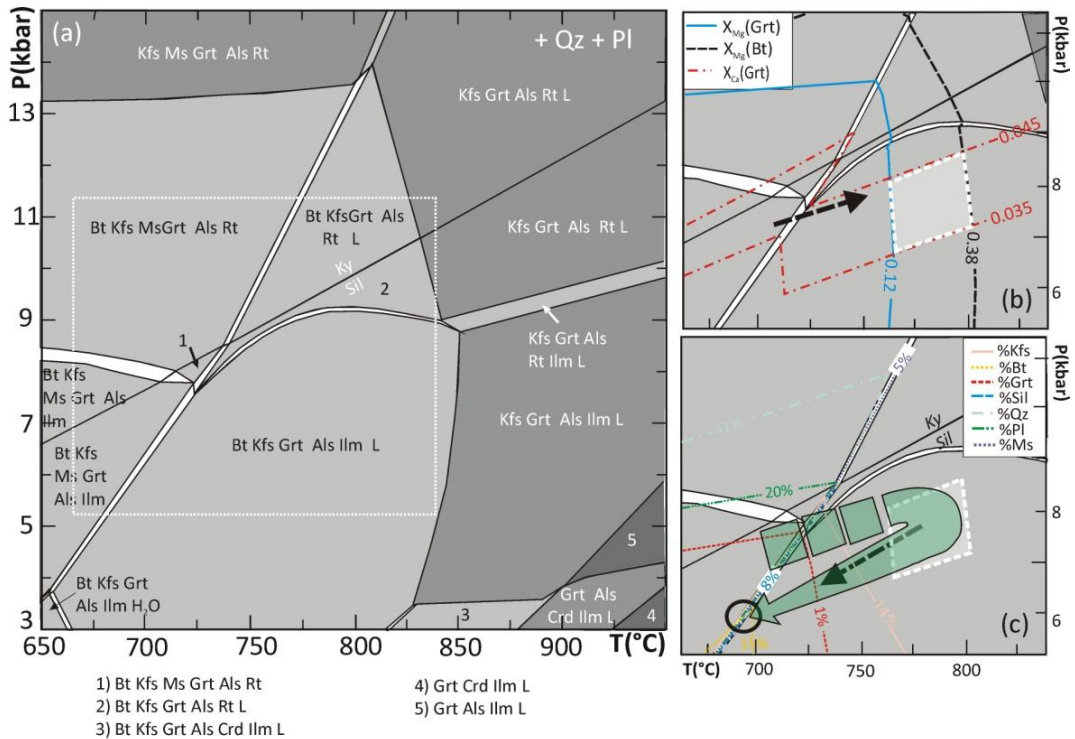 (a)
+ Qz + Pl
P(kbar)
Kfs Ms Grt Als Rt
Kfs Grt Als Rt L
13
11
9
7
5
3
Bt Kfs MsGrt Als Rt
Bt KfsGrt Als
Rt L
Kfs Grt Als Rt L
Ky
Sil
2
1
Kfs Grt Als
Rt Ilm L
Bt Kfs
Ms Grt Als
Ilm
Bt Kfs
Ms Grt
Als Ilm
Bt Kfs Grt Als Ilm L
Kfs Grt Als Ilm L
5
Bt Kfs Grt
Als Ilm H₂O
Grt Als
Crd Ilm L
3
4
650 700 750 800 850 900 T(°C)
1) Bt Kfs Ms Grt Als Rt
2) Bt Kfs Grt Als Rt L
3) Bt Kfs Grt Als Crd Ilm L
4) Grt Crd Ilm L
5) Grt Als Ilm L
X Mg (Grt)
X Mg (Bt)
X Ca (Grt)
P(kbar)
0.045
0.035
0.12
0.38
8
6
(b)
5%
%Kfs
%Bt
%Grt
%Sil
%Qz
%Pl
%Ms
P(kbar)
41%
Ky
Sil
20%
8%
1%
14%
8
6
(c)
T(°C) 700 750 800